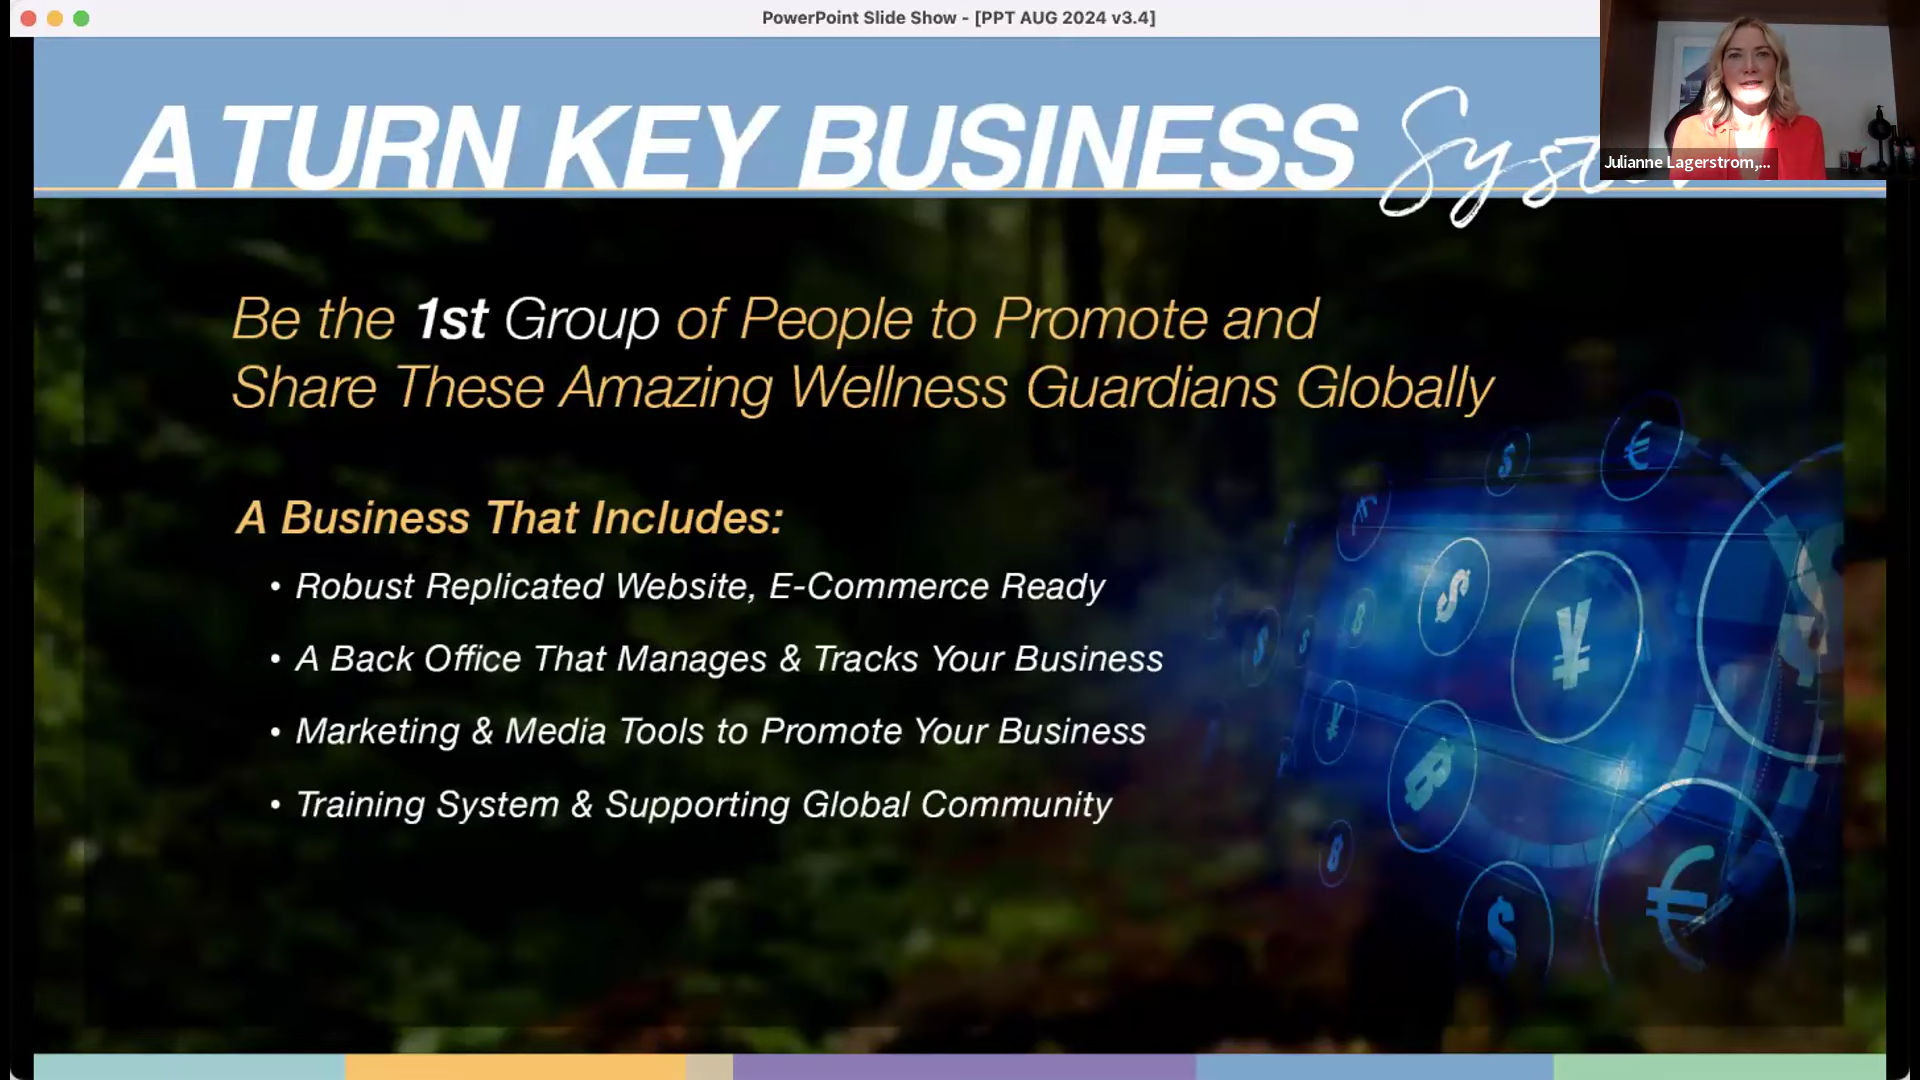 PowerPoint Slide Show - [PPT AUG 2024 v3.4]
A TURN KEY BUSINESS
Julianne Lagerstrom,...
Be the 1st Group of People to Promote and
Share These Amazing Wellness Guardians Globally
A Business That Includes:
• Robust Replicated Website, E-Commerce Ready
• A Back Office That Manages & Tracks Your Business
• Marketing & Media Tools to Promote Your Business
• Training System & Supporting Global Community